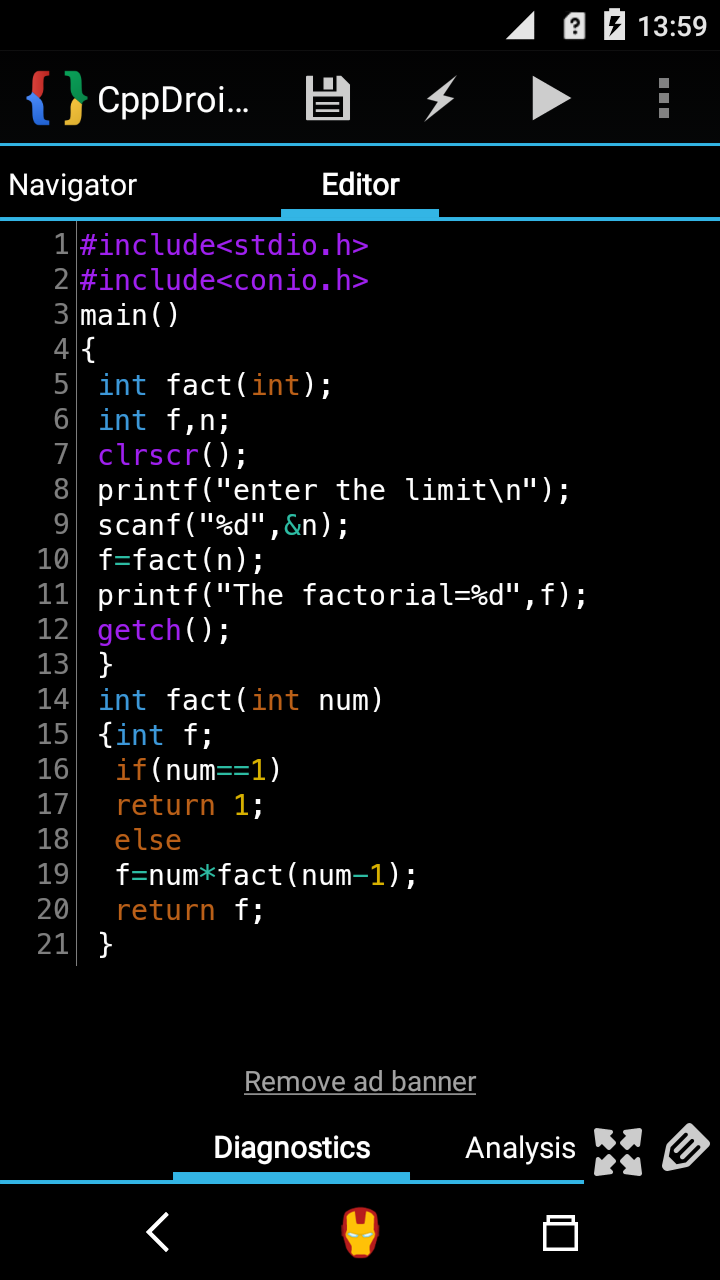 13:59
CppDroi...
Navigator Editor
1 #include<stdio.h>
2 #include<conio.h>
3 main()
4 {
5 int fact(int);
6 int f,n;
7 clrscr();
8 printf("enter the limit\n");
9 scanf("%d",&n);
10 f=fact(n);
11 printf("The factorial=%d",f);
12 getch();
13 }
14 int fact(int num)
15 {int f;
16 if(num==1)
17 return 1;
18 else
19 f=num*fact(num-1);
20 return f;
21 }
Remove ad banner
Diagnostics Analysis